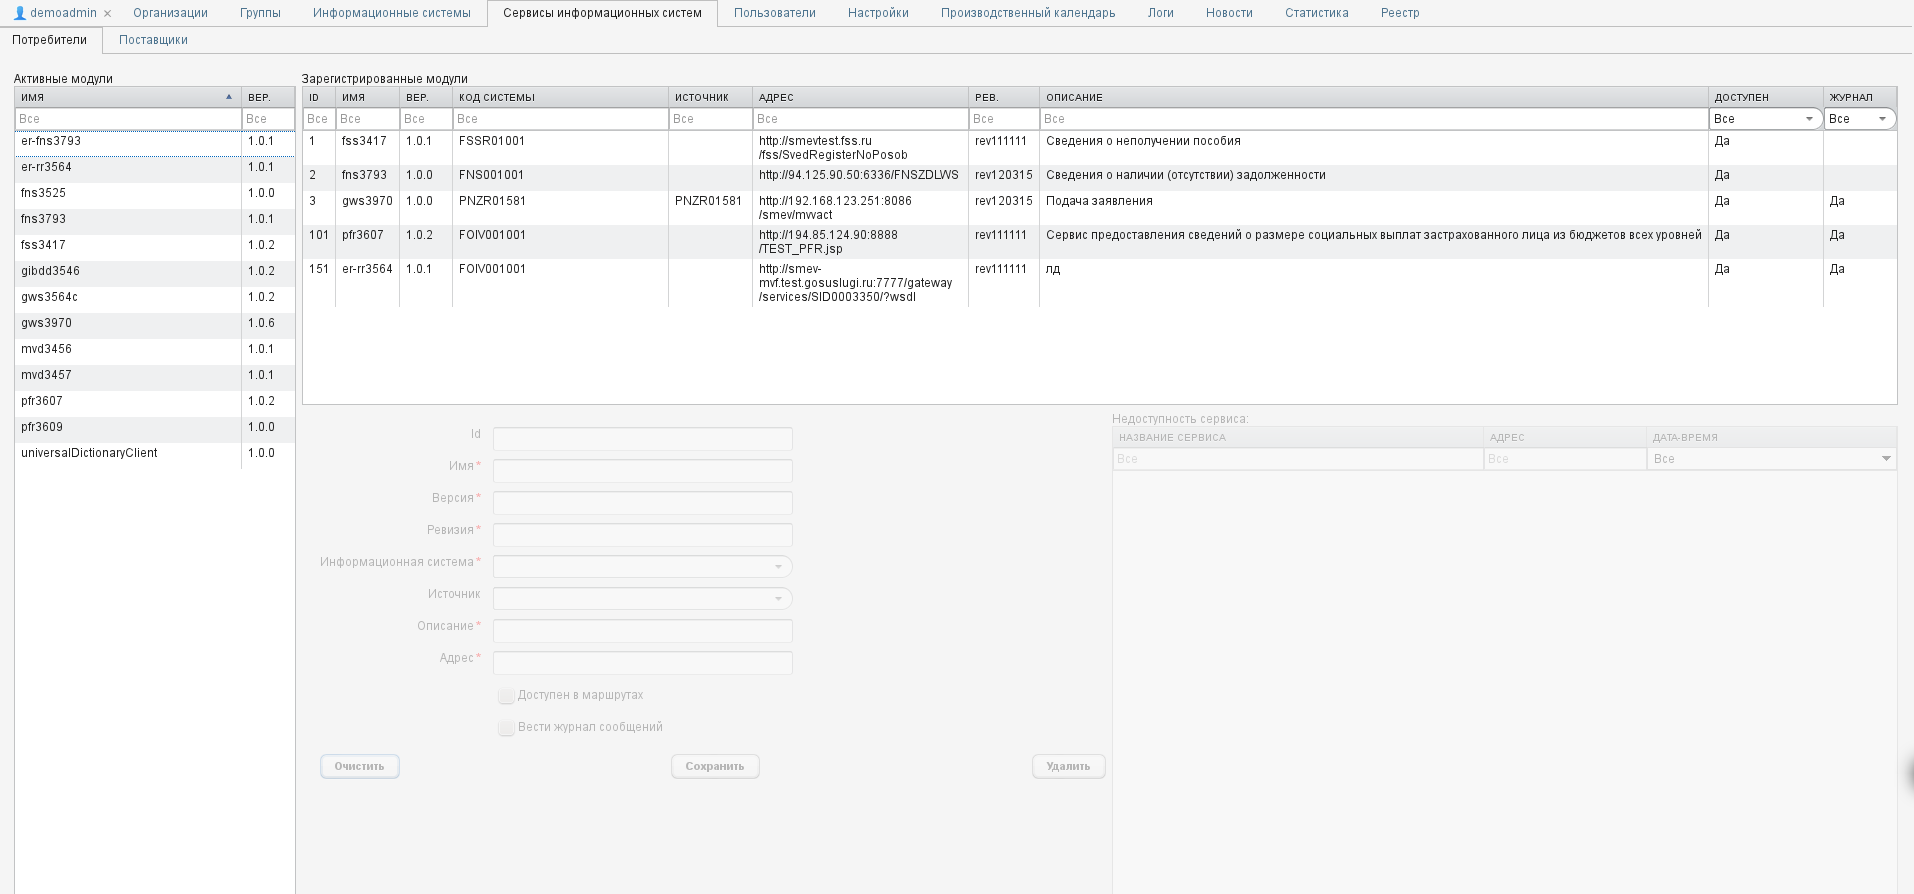 demoadmin × Организации Группы Информационные системы Сервисы информационных систем Пользователи Настройки Производственный календарь Логи Новости Статистика Реестр
Потребители Поставщики
Активные модули
ИМЯ ВЕР.
Все Все
er-fns3793 1.0.1
er-rr3564 1.0.1
fns3525 1.0.0
fns3793 1.0.1
fss3417 1.0.2
gibdd3546 1.0.2
gws3564c 1.0.2
gws3970 1.0.6
mvd3456 1.0.1
mvd3457 1.0.1
pfr3607 1.0.2
pfr3609 1.0.0
universalDictionaryClient 1.0.0
Зарегистрированные модули
ID ИМЯ ВЕР. КОД СИСТЕМЫ ИСТОЧНИК АДРЕС РЕВ. ОПИСАНИЕ ДОСТУПЕН ЖУРНАЛ
Все Все Все Все Все Все Все Все Все Все
1 fss3417 1.0.1 FSSR01001 http://smevtest.fss.ru rev111111 Сведения о неполучении пособия Да
/fss/SvedRegisterNoPosob
2 fns3793 1.0.0 FNS001001 http://94.125.90.50:6336/FNSZDLWS rev120315 Сведения о наличии (отсутствии) задолженности Да
3 gws3970 1.0.0 PNZR01581 PNZR01581 http://192.168.123.251:8086 rev120315 Подача заявления Да Да
/smev/mvvact
101 pfr3607 1.0.2 FOIV001001 http://194.85.124.90:8888 rev111111 Сервис предоставления сведений о размере социальных выплат застрахованного лица из бюджетов всех уровней Да Да
/TEST_PFR.jsp
151 er-rr3564 1.0.1 FOIV001001 http://smev- rev111111 лд Да Да
mvf.test.gosuslugi.ru:7777/gateway
/services/SID0003350/?wsdl
Id
Имя*
Версия*
Ревизия*
Информационная система*
Источник
Описание*
Адрес*
Доступен в маршрутах
Вести журнал сообщений
Очистить Сохранить Удалить
Недоступность сервиса:
НАЗВАНИЕ СЕРВИСА АДРЕС ДАТА-ВРЕМЯ
Все Все Все